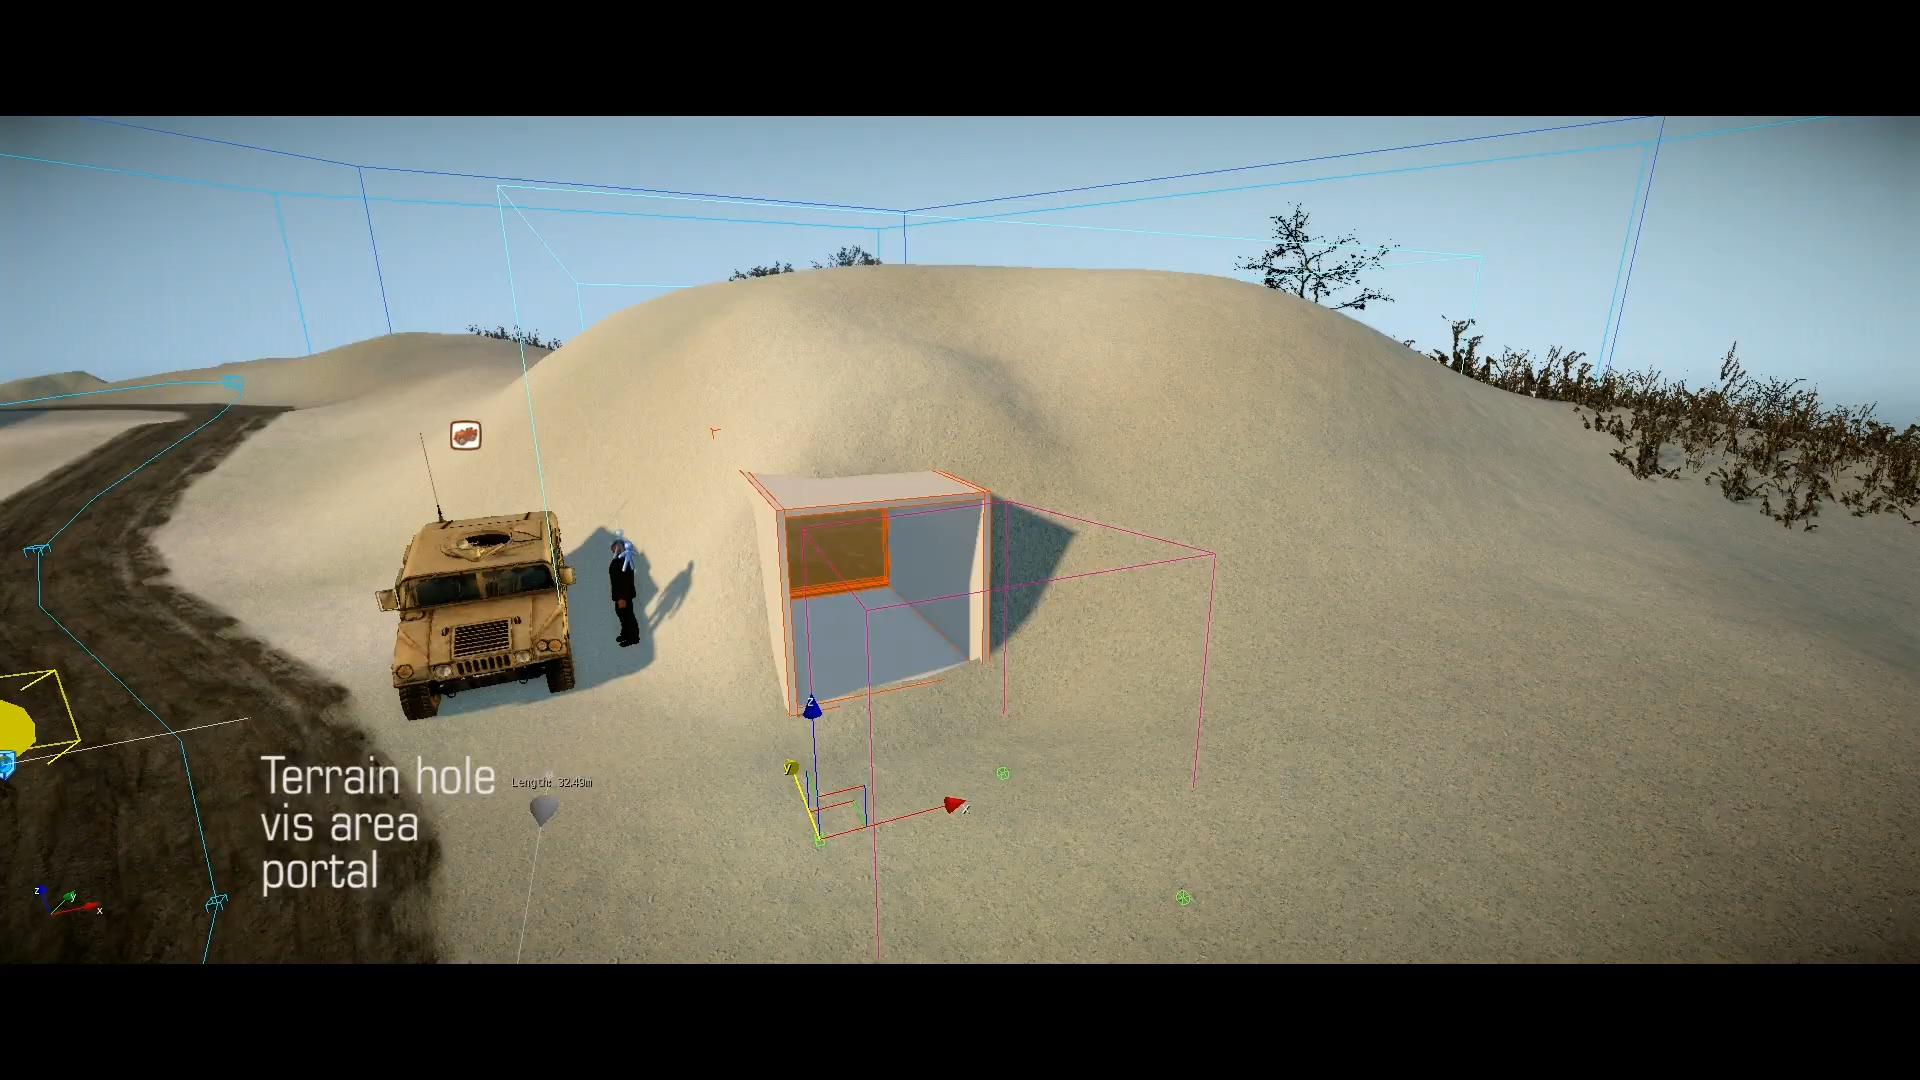 Terrain hole
vis area
portal
Length: 32.49m
z
y
x
z
y
x